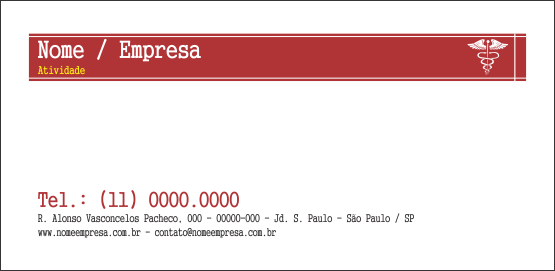 Nome / Empresa
Atividade
Tel.: (11) 0000.0000
R. Alonso Vasconcelos Pacheco, 000 - 00000-000 - Jd. S. Paulo - São Paulo / SP
www.nomeempresa.com.br - contato@nomeempresa.com.br